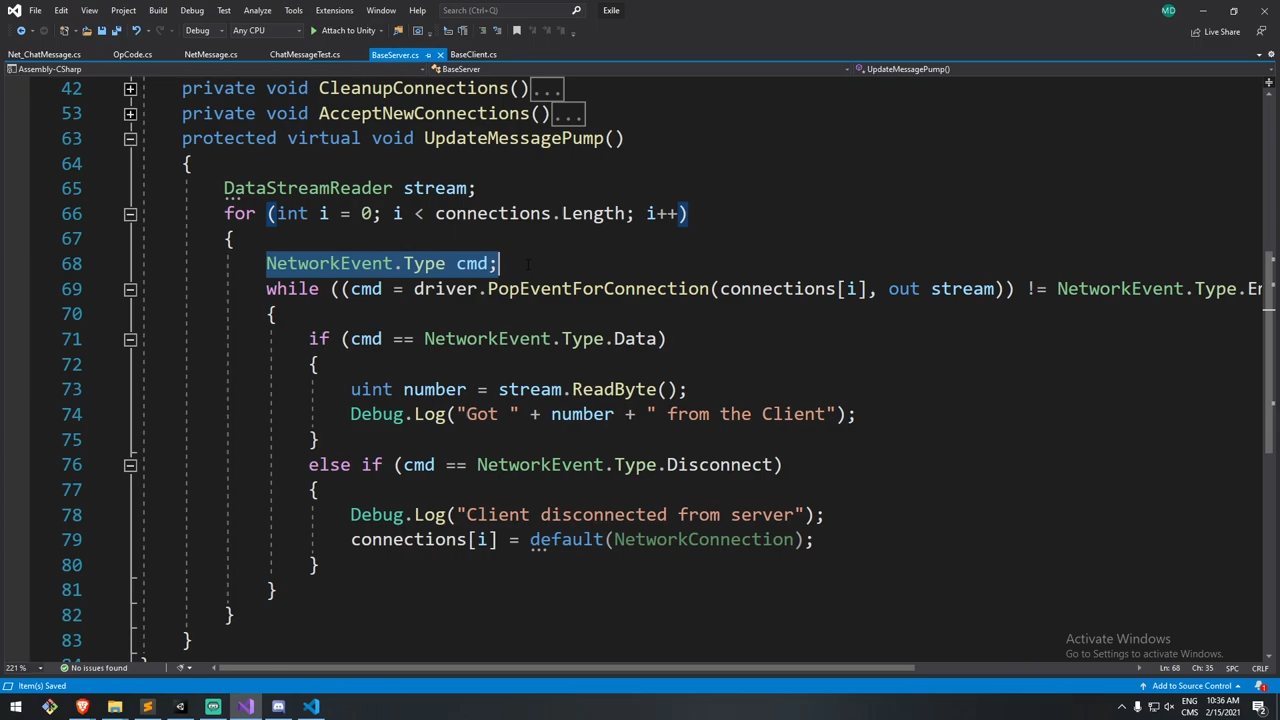 File Edit View Project Build Debug Test Analyze Tools Extensions Window Help Search (Ctrl+Q) Exile MD
Debug Any CPU Attach to Unity Live Share
Net_ChatMessage.cs OpCode.cs NetMessage.cs ChatMessageTest.cs BaseServer.cs BaseClient.cs
Assembly-CSharp BaseServer UpdateMessagePump()
42 private void CleanupConnections()...
53 private void AcceptNewConnections()...
63 protected virtual void UpdateMessagePump()
64 {
65 DataStreamReader stream;
66 for (int i = 0; i < connections.Length; i++)
67 {
68 NetworkEvent.Type cmd;
69 while ((cmd = driver.PopEventForConnection(connections[i], out stream)) != NetworkEvent.Type.E
70 {
71 if (cmd == NetworkEvent.Type.Data)
72 {
73 uint number = stream.ReadByte();
74 Debug.Log("Got " + number + " from the Client");
75 }
76 else if (cmd == NetworkEvent.Type.Disconnect)
77 {
78 Debug.Log("Client disconnected from server");
79 connections[i] = default(NetworkConnection);
80 }
81 }
82 }
83 }
Activate Windows
Go to Settings to activate Windows.
221 % No issues found Ln: 68 Ch: 35 SPC CRLF
Item(s) Saved Add to Source Control 1
ENG 10:36 AM
CMS 2/15/2021 2